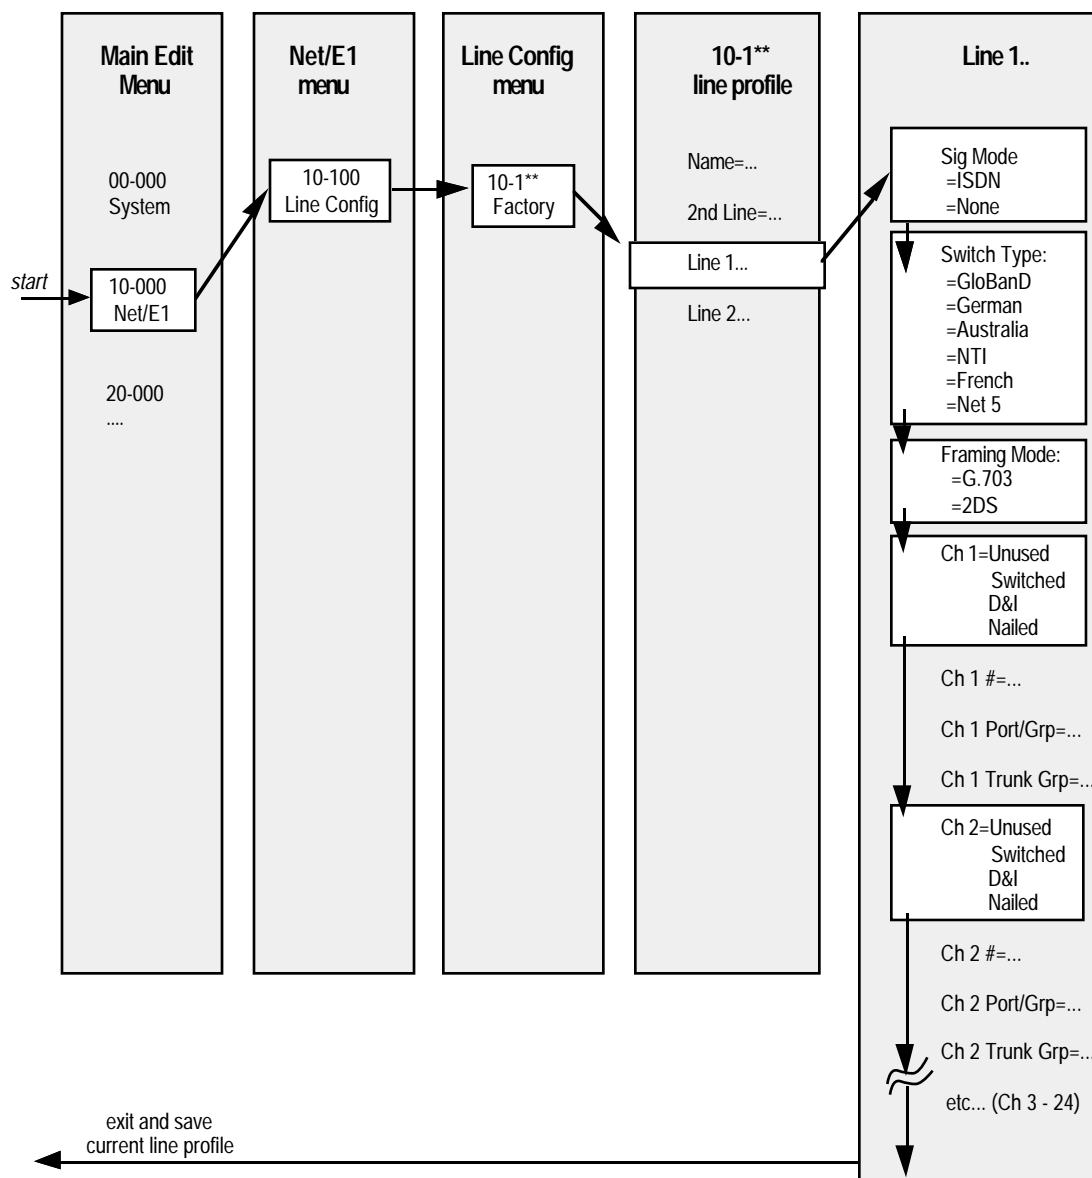 Main Edit
Menu
00-000
System
start
10-000
Net/E1
20-000
....
Net/E1
menu
10-100
Line Config
Line Config
menu
10-1**
Factory
10-1**
line profile
Name=...
2nd Line=...
Line 1...
Line 2...
Line 1..
Sig Mode
=ISDN
=None
Switch Type:
=GloBanD
=German
=Australia
=NTI
=French
=Net 5
Framing Mode:
=G.703
=2DS
Ch 1=Unused
Switched
D&I
Nailed
Ch 1 #=...
Ch 1 Port/Grp=...
Ch 1 Trunk Grp=...
Ch 2=Unused
Switched
D&I
Nailed
Ch 2 #=...
Ch 2 Port/Grp=...
Ch 2 Trunk Grp=...
etc... (Ch 3 - 24)
exit and save
current line profile